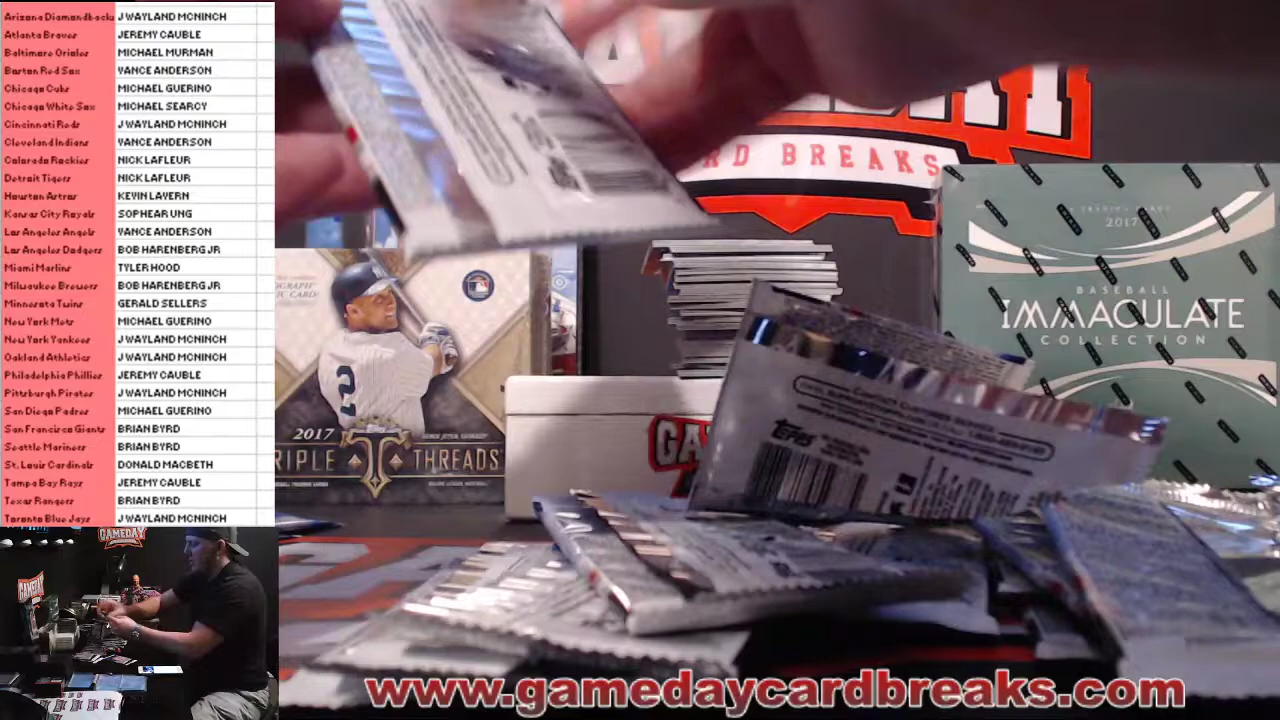 Arizona Diamondbacks J WAYLAND MCNINCH
Atlanta Braves JEREMY CAUBLE
Baltimore Orioles MICHAEL MURMAN
Boston Red Sox VANCE ANDERSON
Chicago Cubs MICHAEL GUERINO
Chicago White Sox MICHAEL SEARCY
Cincinnati Reds J WAYLAND MCNINCH
Cleveland Indians VANCE ANDERSON
Colorado Rockies NICK LAFLEUR
Detroit Tigers NICK LAFLEUR
Houston Astros KEVIN LAVERN
Kansas City Royals SOPHEAR UNG
Los Angeles Angels VANCE ANDERSON
Los Angeles Dodgers BOB HARENBERG JR
Miami Marlins TYLER HOOD
Milwaukee Brewers BOB HARENBERG JR
Minnesota Twins GERALD SELLERS
New York Mets MICHAEL GUERINO
New York Yankees J WAYLAND MCNINCH
Oakland Athletics J WAYLAND MCNINCH
Philadelphia Phillies JEREMY CAUBLE
Pittsburgh Pirates J WAYLAND MCNINCH
San Diego Padres MICHAEL GUERINO
San Francisco Giants BRIAN BYRD
Seattle Mariners BRIAN BYRD
St. Louis Cardinals DONALD MACBETH
Tampa Bay Rays JEREMY CAUBLE
Texas Rangers BRIAN BYRD
Toronto Blue Jays J WAYLAND MCNINCH
RD BREAKS
2017
BASEBALL
IMMACULATE
COLLECTION
2
2017
RIPLE THREADS
GA
TOPPS
GAMEDAY
GAMEDAY
www.gamedaycardbreaks.com